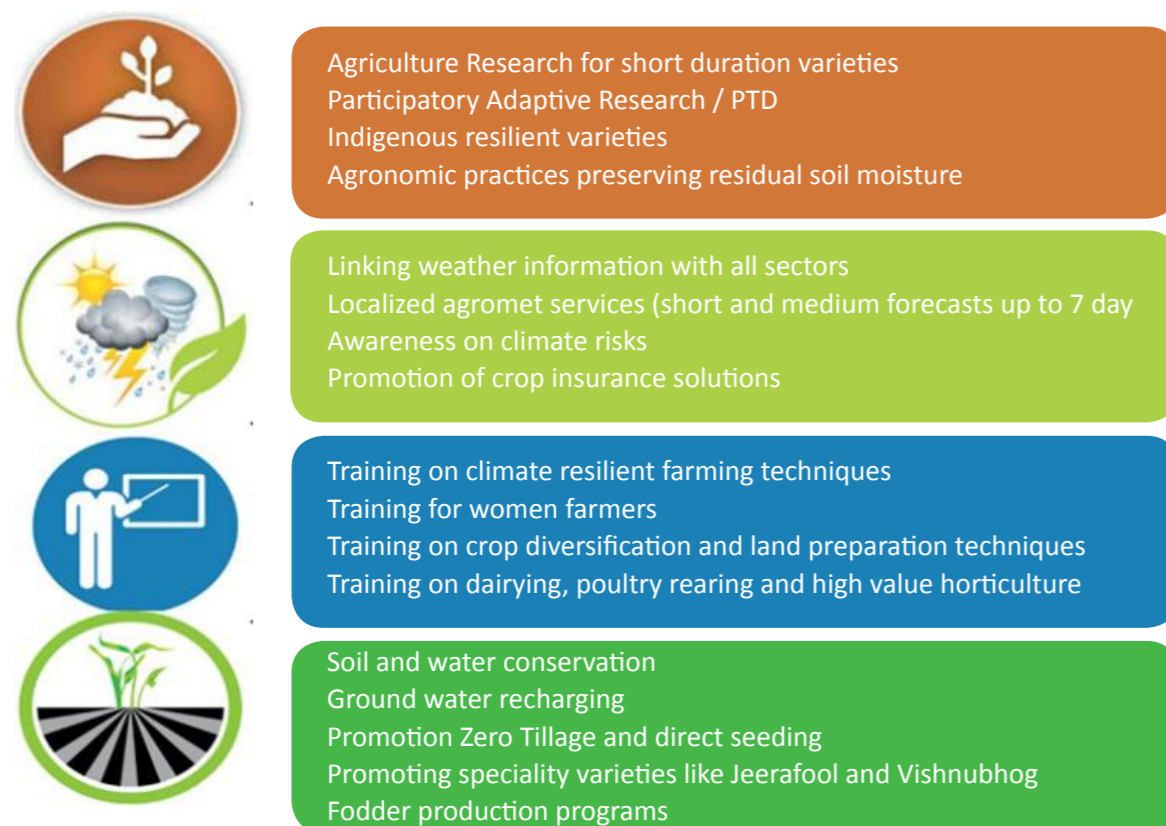 Agriculture Research for short duration varieties
Participatory Adaptive Research / PTD
Indigenous resilient varieties
Agronomic practices preserving residual soil moisture
Linking weather information with all sectors
Localized agromet services (short and medium forecasts up to 7 day
Awareness on climate risks
Promotion of crop insurance solutions
Training on climate resilient farming techniques
Training for women farmers
Training on crop diversification and land preparation techniques
Training on dairying, poultry rearing and high value horticulture
Soil and water conservation
Ground water recharging
Promotion Zero Tillage and direct seeding
Promoting speciality varieties like Jeerafool and Vishnubhog
Fodder production programs